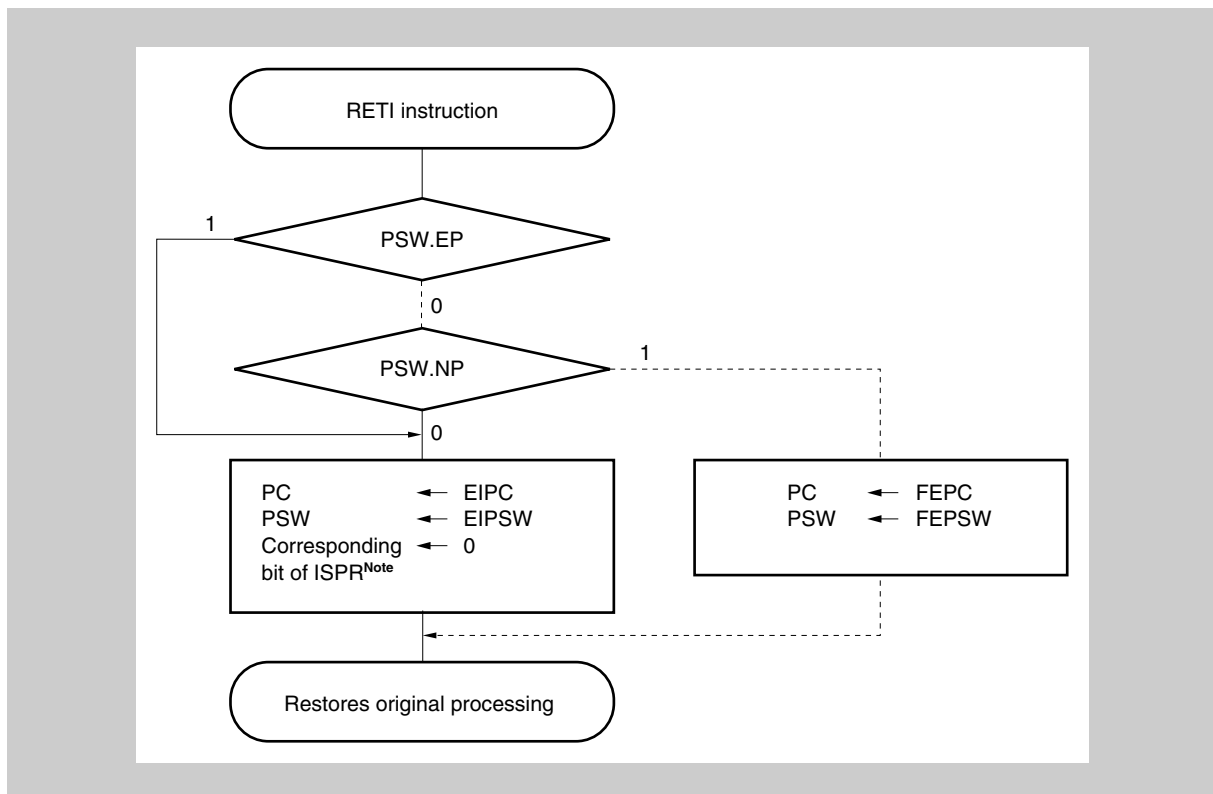 RETI instruction
1
PSW.EP
0
PSW.NP
1
0
PC EIPC
PSW EIPSW
Corresponding 0
bit of ISPRNote
PC FEPC
PSW FEPSW
Restores original processing